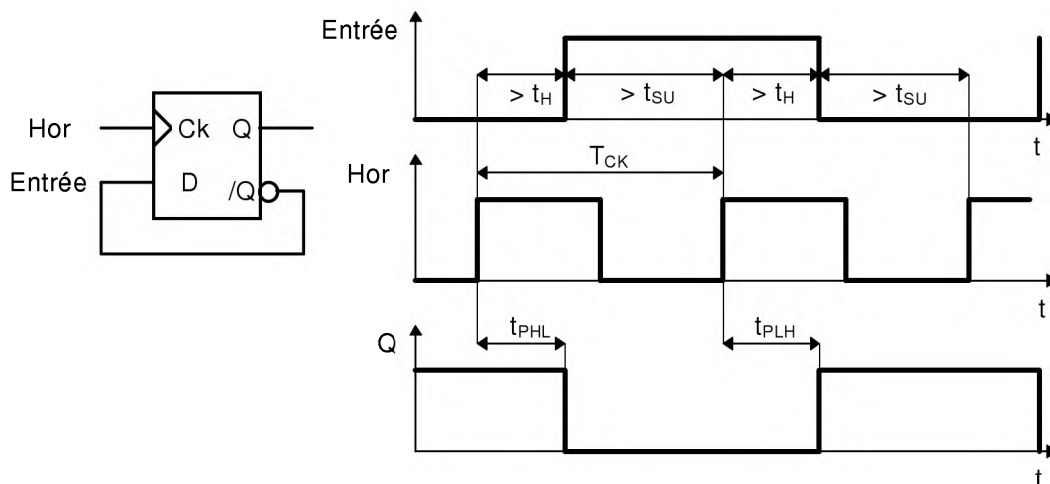 Hor
Ck Q
Entrée
D
/Q
Entrée
> tH > tSU > tH > tSU
t
Hor
TCK
t
Q
tPHL tPLH
t